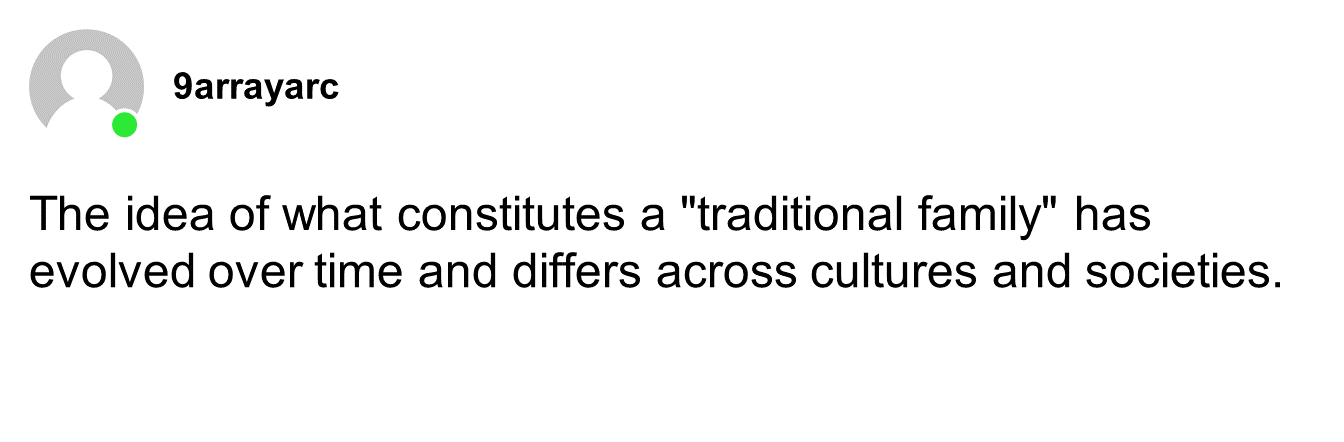 9arrayarc
The idea of what constitutes a "traditional family" has
evolved over time and differs across cultures and societies.